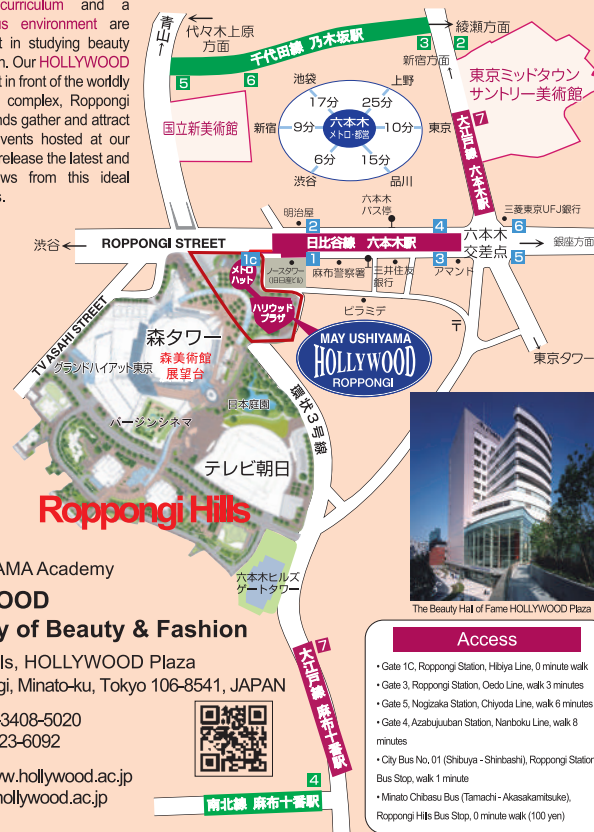 curriculum and a
us environment are
t in studying beauty
n. Our HOLLYWOOD
t in front of the worldly
complex, Roppongi
nds gather and attract
vents hosted at our
release the latest and
ws from this ideal
s.
青山→
←代々木上原
方面
5
6
千代田線 乃木坂駅
3
2
→綾瀬方面
新宿方面→
国立新美術館
東京ミッドタウン
サントリー美術館
池袋
上野
17分
25分
新宿
9分
六本木
メトロ・都営
10分
東京
6分
15分
渋谷
品川
7
大江戸線 六本木駅
六本木
バス停
明治屋
2
4
六本木
交差点
6
三菱東京UFJ銀行
渋谷←
ROPPONGI STREET
日比谷線 六本木駅
→ 銀座方面
1c
1
3
5
メトロ
ハット
ノースタワー
(旧日産ビル)
麻布警察署
三井住友
銀行
アマンド
ハリウッド
プラザ
ピラミデ
〒
TV ASAHI STREET
森タワー
森美術館
展望台
グランドハイアット東京
MAY USHIYAMA
HOLLYWOOD
ROPPONGI
東京タワー
環状3号線
日本庭園
バージンシネマ
テレビ朝日
Roppongi Hills
六本木ヒルズ
ゲートタワー
The Beauty Hall of Fame HOLLYWOOD Plaza
AMA Academy
OOD
y of Beauty & Fashion
lls, HOLLYWOOD Plaza
gi, Minato-ku, Tokyo 106-8541, JAPAN
-3408-5020
23-6092
ww.hollywood.ac.jp
hollywood.ac.jp
7
大江戸線 麻布十番駅
4
南北線 麻布十番駅
Access
• Gate 1C, Roppongi Station, Hibiya Line, 0 minute walk
• Gate 3, Roppongi Station, Oedo Line, walk 3 minutes
• Gate 5, Nogizaka Station, Chiyoda Line, walk 6 minutes
• Gate 4, Azabujuuban Station, Nanboku Line, walk 8
minutes
• City Bus No, 01 (Shibuya - Shinbashi), Roppongi Station
Bus Stop, walk 1 minute
• Minato Chibasu Bus (Tamachi - Akasakamitsuke),
Roppongi Hills Bus Stop, 0 minute walk (100 yen)